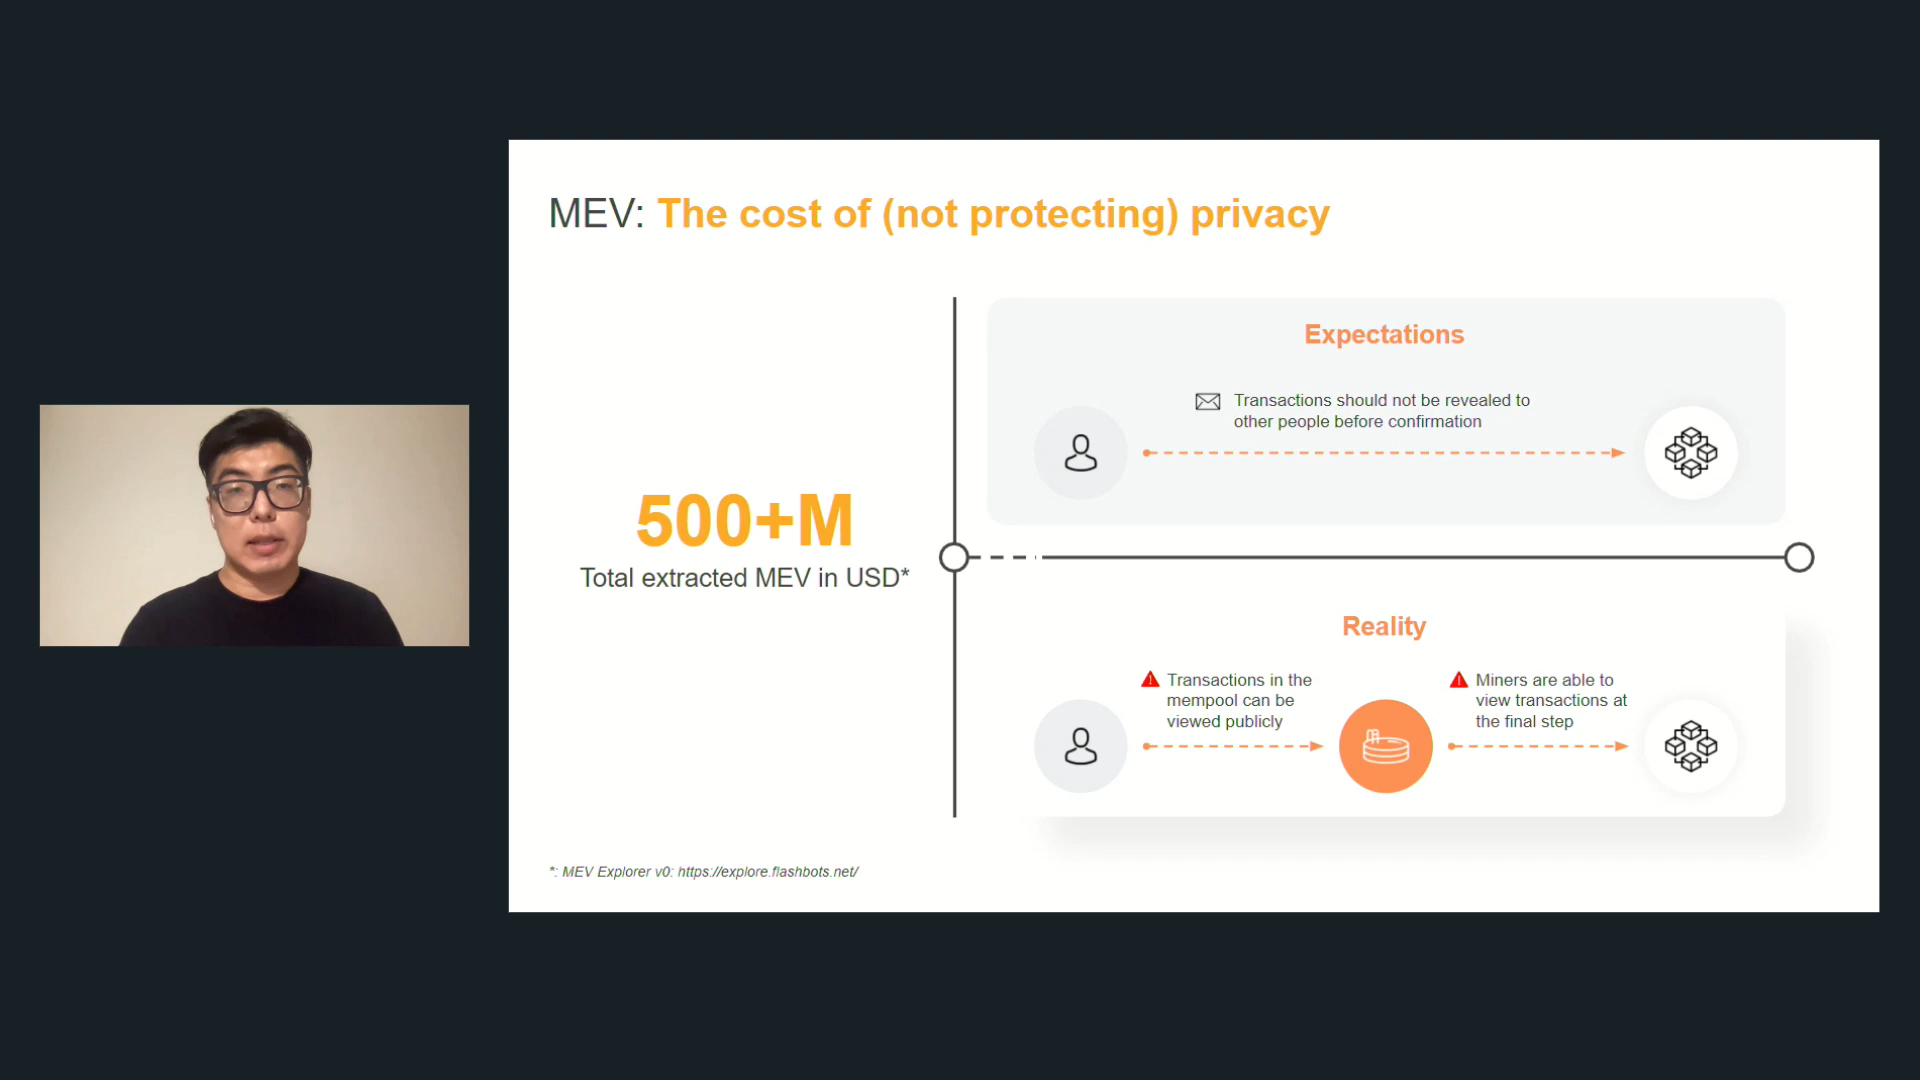 MEV: The cost of (not protecting) privacy
500+M
Total extracted MEV in USD*
Expectations
Transactions should not be revealed to
other people before confirmation
Reality
Transactions in the
mempool can be
viewed publicly
Miners are able to
view transactions at
the final step
*: MEV Explorer v0: https://explore.flashbots.net/